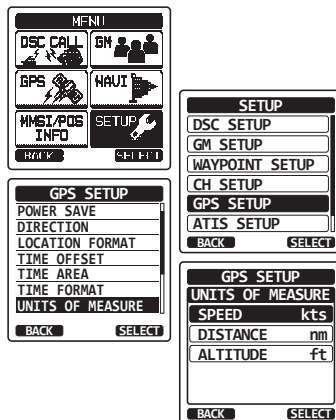 MENU
DSC CALL GM
GPS NAVI
MMSI/POS INFO SETUP
BACK SELECT
SETUP
DSC SETUP
GM SETUP
WAYPOINT SETUP
CH SETUP
GPS SETUP
ATIS SETUP
BACK SELECT
GPS SETUP
POWER SAVE
DIRECTION
LOCATION FORMAT
TIME OFFSET
TIME AREA
TIME FORMAT
UNITS OF MEASURE
BACK SELECT
GPS SETUP
UNITS OF MEASURE
SPEED kts
DISTANCE nm
ALTITUDE ft
BACK SELECT